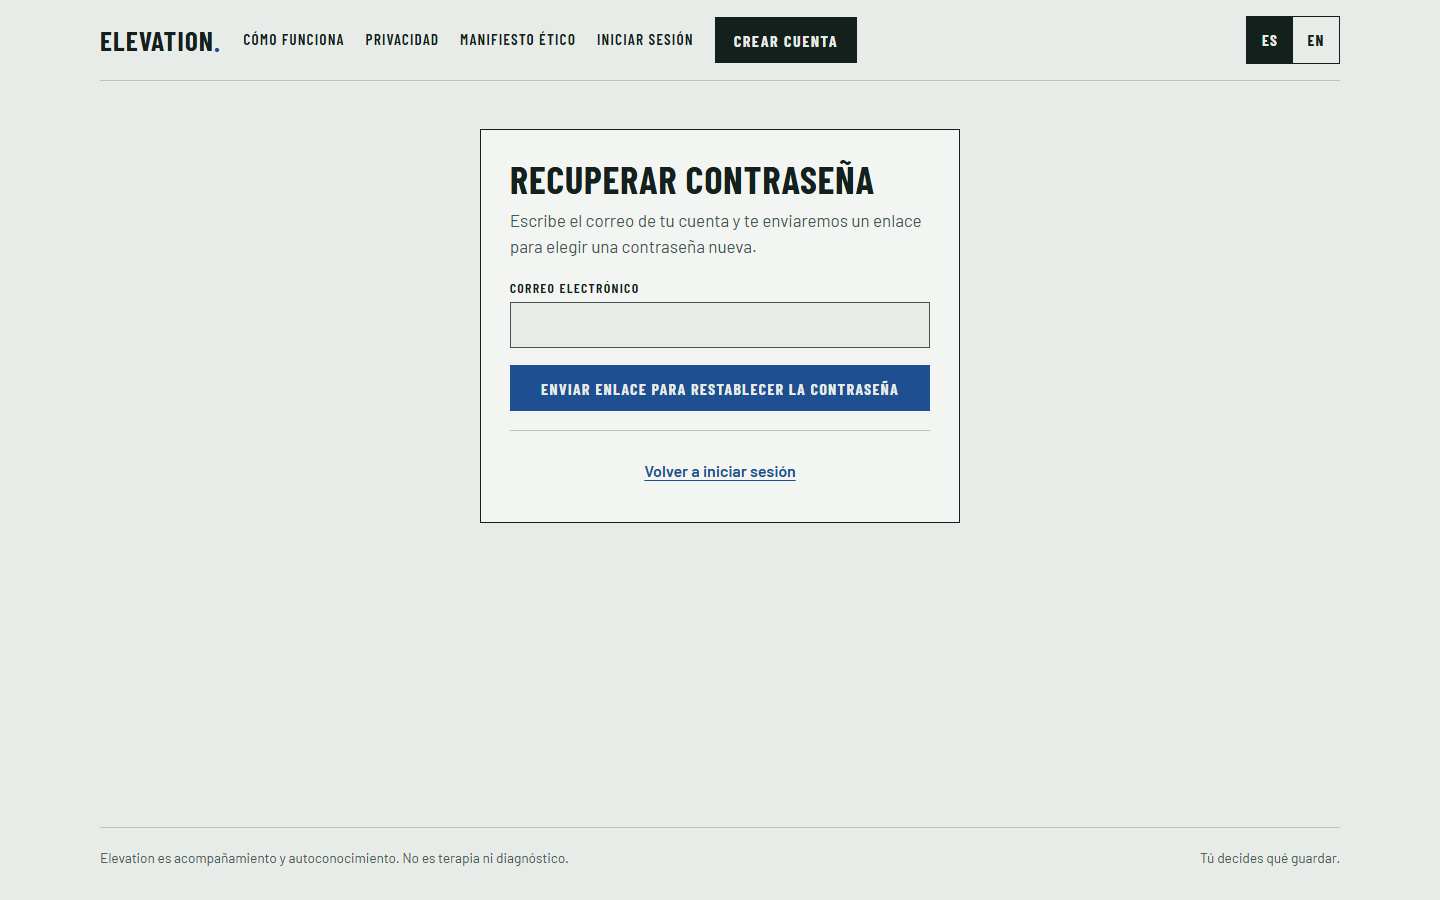 ELEVATION.
CÓMO FUNCIONA
PRIVACIDAD
MANIFIESTO ÉTICO
INICIAR SESIÓN
CREAR CUENTA
ES
EN
RECUPERAR CONTRASEÑA
Escribe el correo de tu cuenta y te enviaremos un enlace
para elegir una contraseña nueva.
CORREO ELECTRÓNICO
ENVIAR ENLACE PARA RESTABLECER LA CONTRASEÑA
Volver a iniciar sesión
Elevation es acompañamiento y autoconocimiento. No es terapia ni diagnóstico.
Tú decides qué guardar.